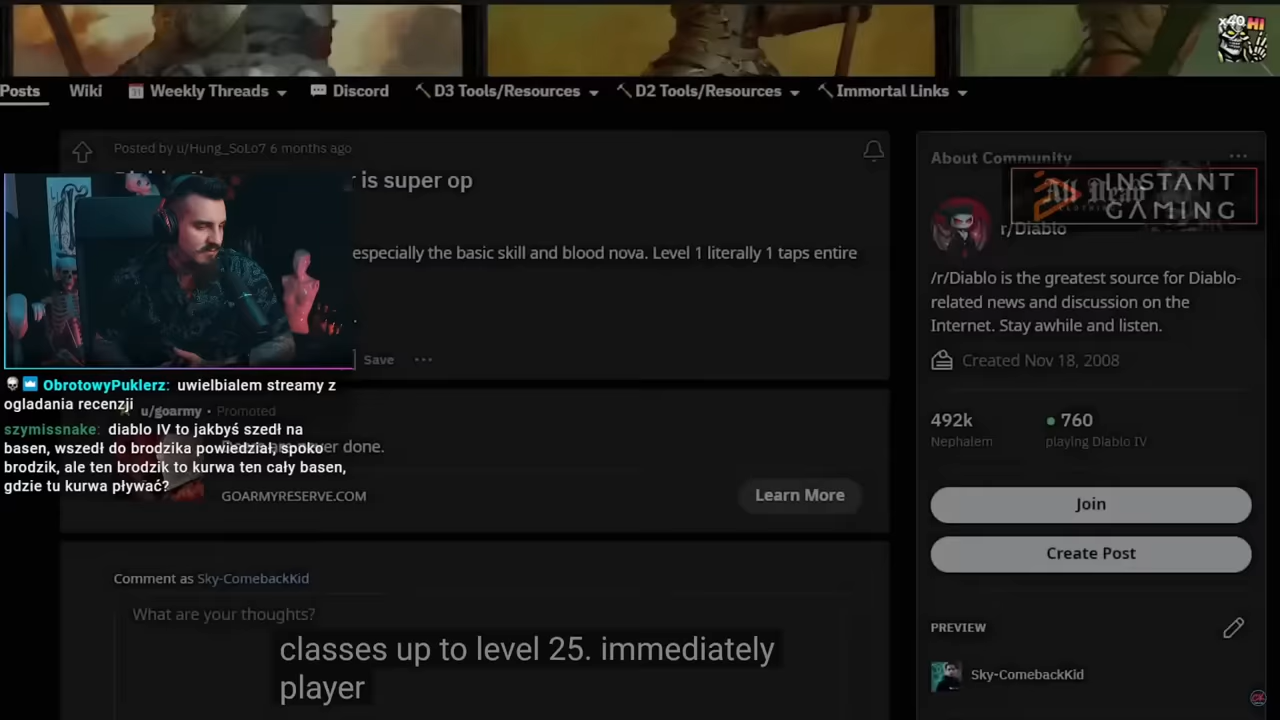 x40 HI
Posts Wiki Weekly Threads Discord D3 Tools/Resources D2 Tools/Resources Immortal Links
Posted by u/Hung_SoLo7 6 months ago
is super op
especially the basic skill and blood nova. Level 1 literally 1 taps entire
Save ···
ObrotowyPuklerz: uwielbialem streamy z
ogladania recenzji
szymissnake: diablo IV to jakbyś szedł na
basen, wszedł do brodzika powiedział, spoko
brodzik, ale ten brodzik to kurwa ten cały basen,
gdzie tu kurwa pływać?
u/goarmy • Promoted
never done.
GOARMYRESERVE.COM
Learn More
Comment as Sky-ComebackKid
What are your thoughts?
classes up to level 25. immediately
player
About Community
INSTANT
GAMING
r/Diablo
/r/Diablo is the greatest source for Diablo-
related news and discussion on the
Internet. Stay awhile and listen.
Created Nov 18, 2008
492k 760
Nephalem playing Diablo IV
Join
Create Post
PREVIEW
Sky-ComebackKid